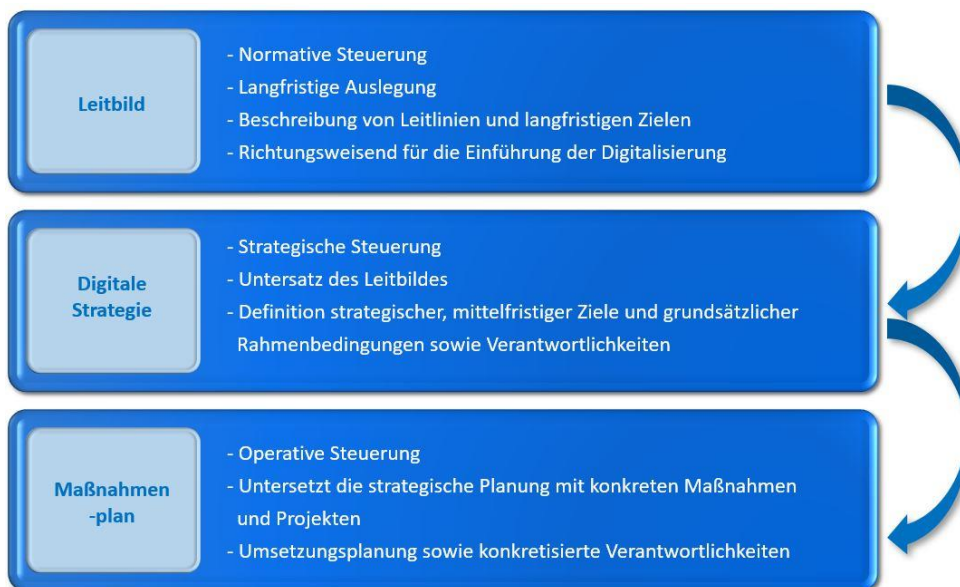 Leitbild
- Normative Steuerung
- Langfristige Auslegung
- Beschreibung von Leitlinien und langfristigen Zielen
- Richtungsweisend für die Einführung der Digitalisierung
Digitale
Strategie
- Strategische Steuerung
- Untersatz des Leitbildes
- Definition strategischer, mittelfristiger Ziele und grundsätzlicher
Rahmenbedingungen sowie Verantwortlichkeiten
Maßnahmen
-plan
- Operative Steuerung
- Untersetzt die strategische Planung mit konkreten Maßnahmen
und Projekten
- Umsetzungsplanung sowie konkretisierte Verantwortlichkeiten